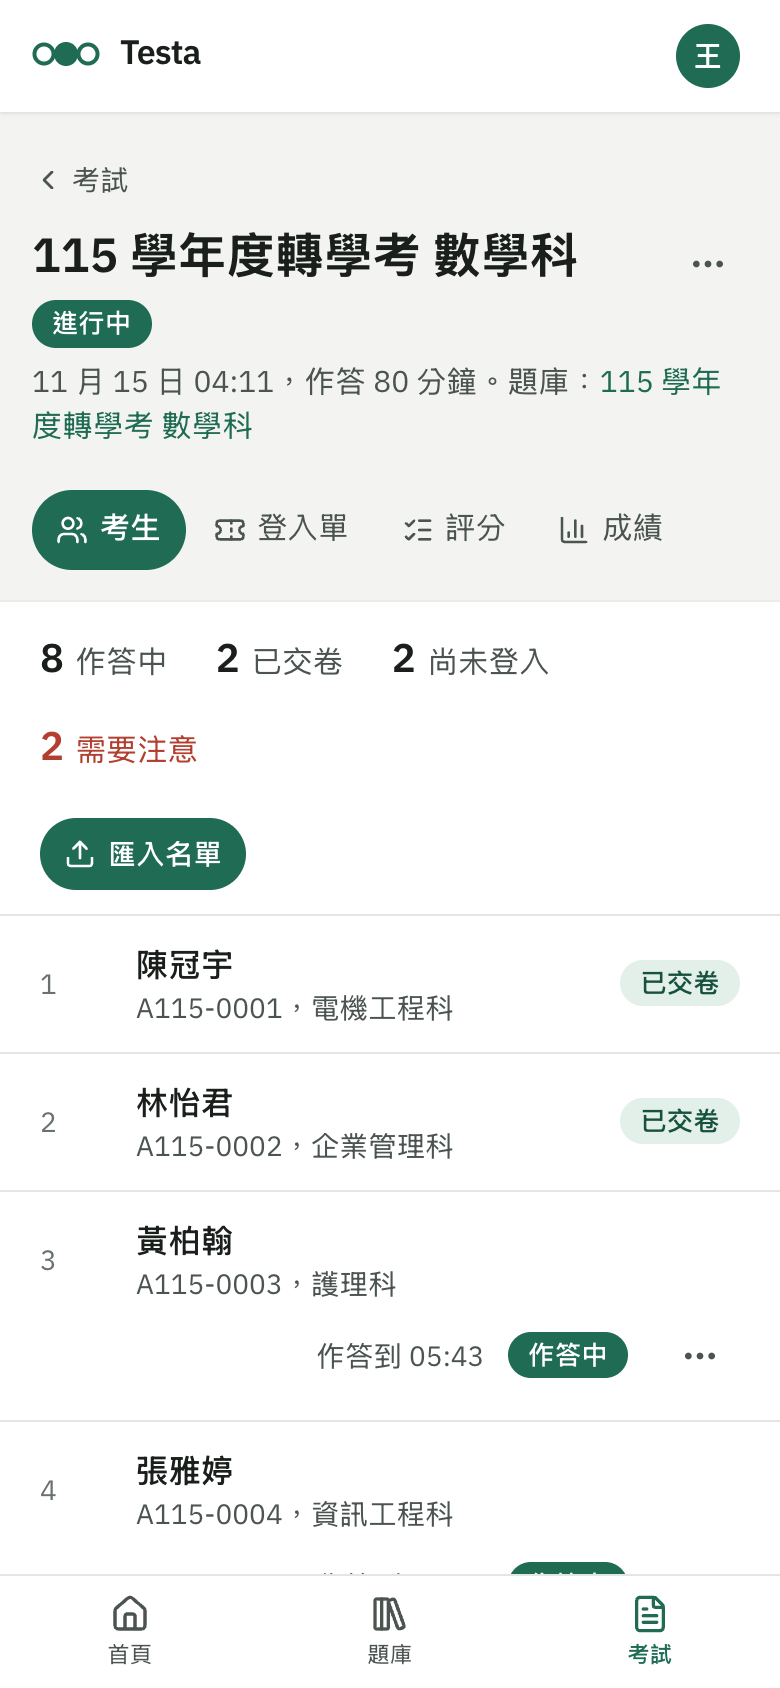 Testa
王
考試
115 學年度轉學考 數學科
進行中
11 月 15 日 04:11，作答 80 分鐘。題庫：115 學年
度轉學考 數學科
考生 登入單 評分 成績
8 作答中 2 已交卷 2 尚未登入
2 需要注意
匯入名單
1
陳冠宇
A115-0001，電機工程科
已交卷
2
林怡君
A115-0002，企業管理科
已交卷
3
黃柏翰
A115-0003，護理科
作答到 05:43 作答中
4
張雅婷
A115-0004，資訊工程科
首頁 題庫 考試